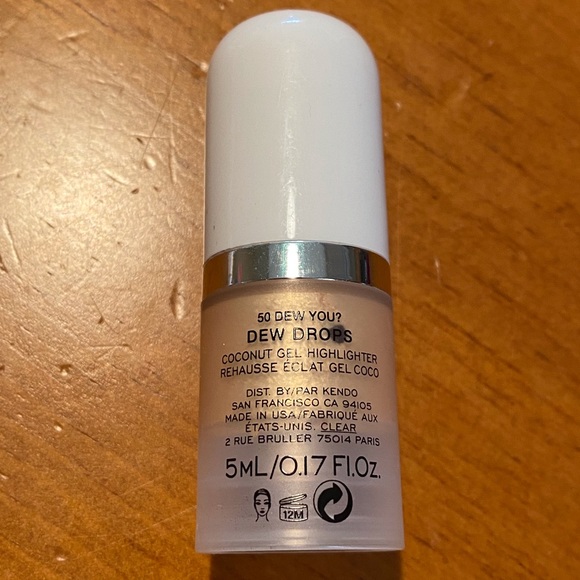 50 DEW YOU?
DEW DROPS
COCONUT GEL HIGHLIGHTER
REHAUSSE ÉCLAT GEL COCO
DIST. BY/PAR KENDO
SAN FRANCISCO CA 94105
MADE IN USA/FABRIQUÉ AUX
ÉTATS-UNIS. CLEAR
2 RUE BRULLER 75014 PARIS
5ML/0.17 Fl.Oz.
12M